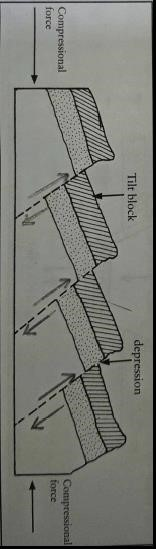 Compressional
force
Tilt block
depression
Compressional
force